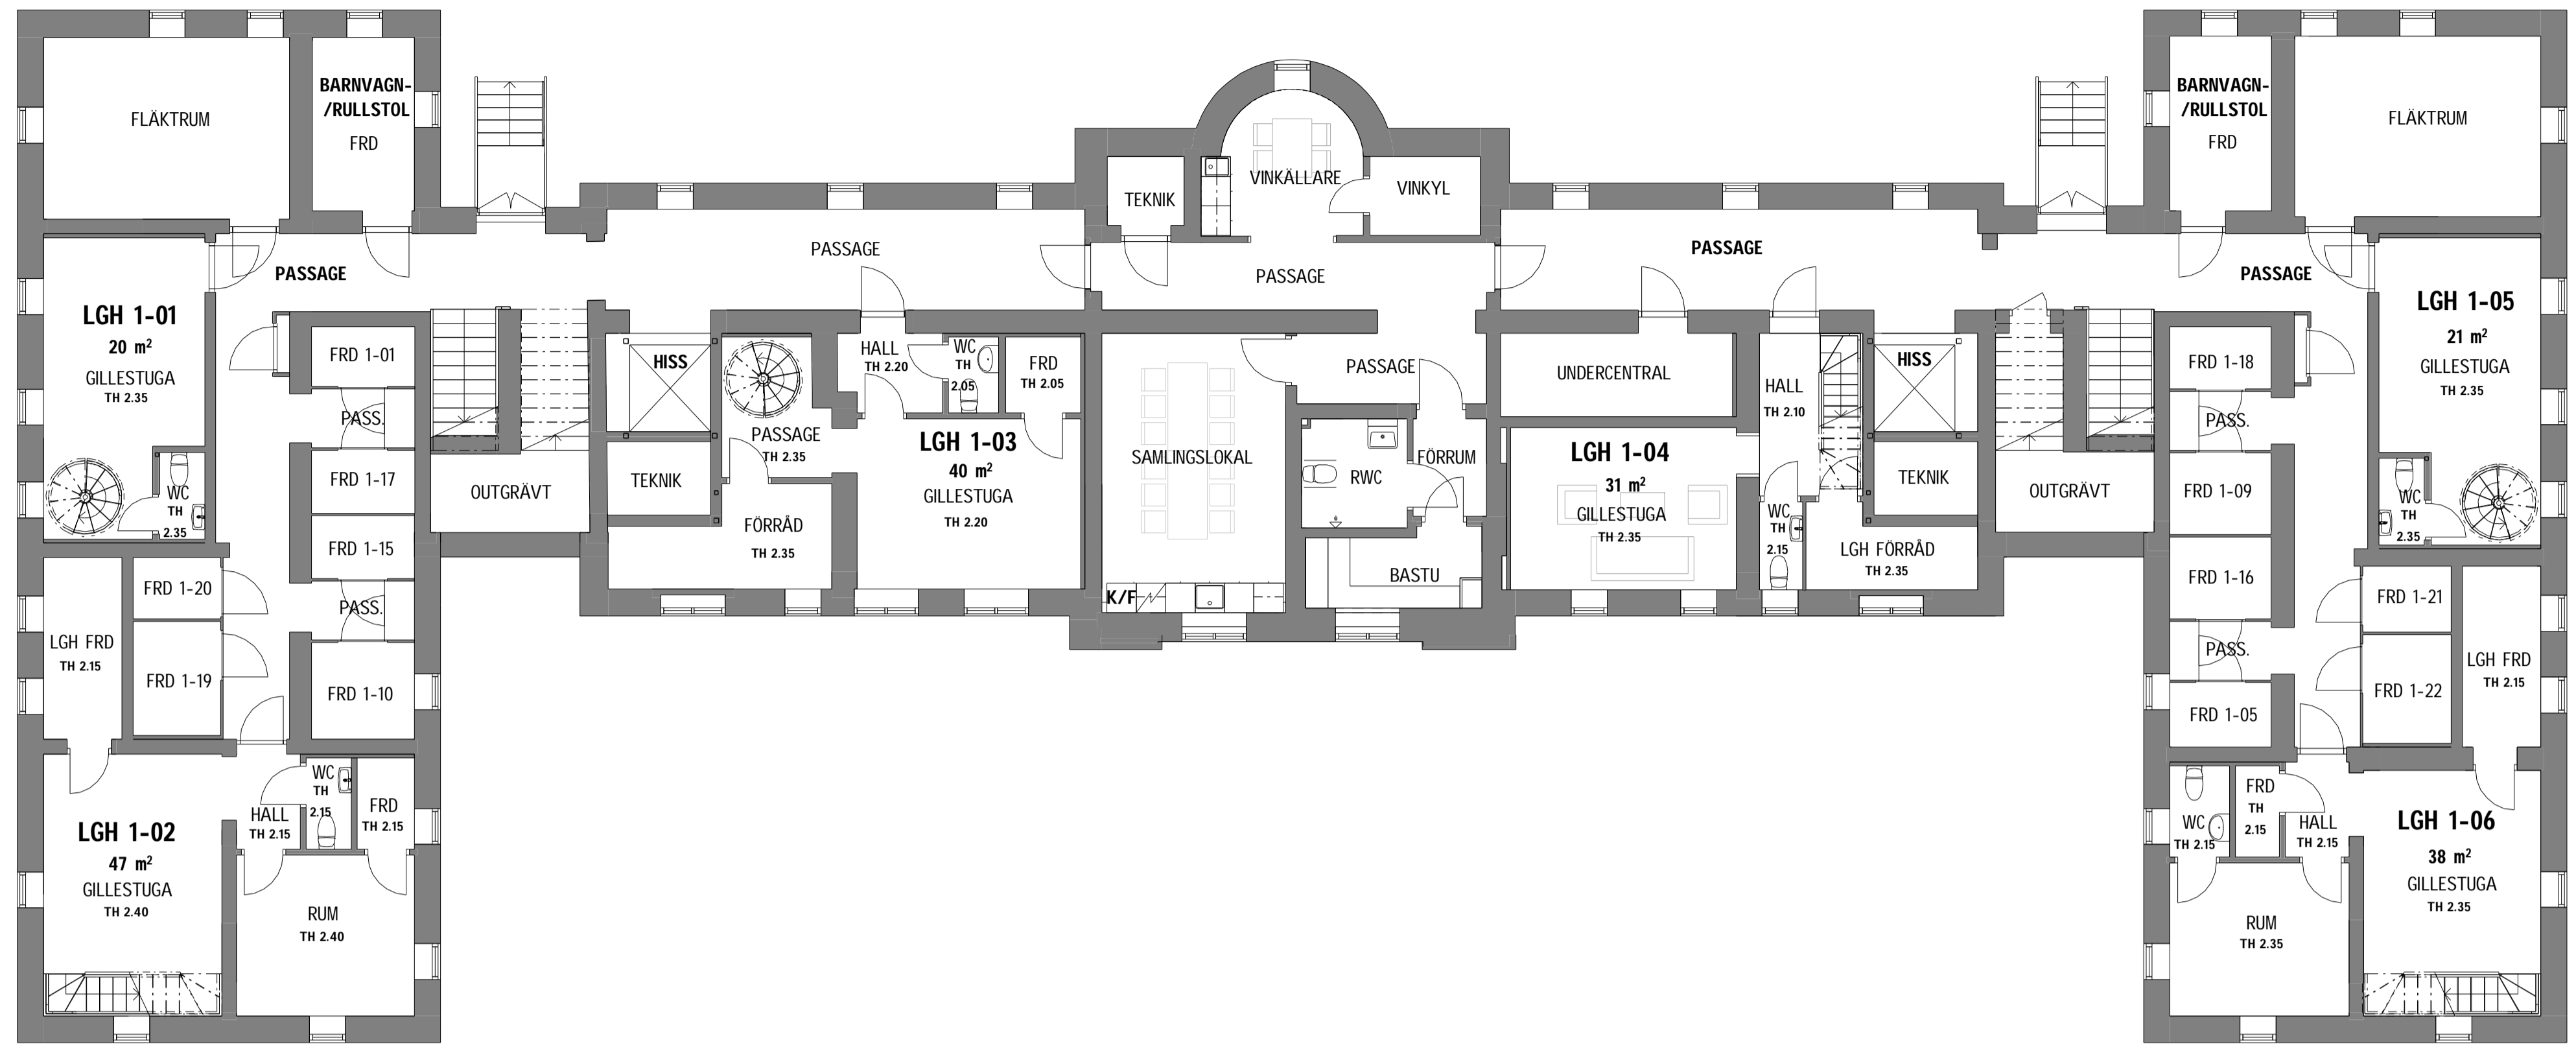 FLÄKTRUM
BARNVAGN-
/RULLSTOL
FRD
PASSAGE
LGH 1-01
20 m²
GILLESTUGA
TH 2.35
WC
TH
2.35
FRD 1-01
PASS.
FRD 1-17
FRD 1-15
PASS.
FRD 1-10
FRD 1-20
FRD 1-19
LGH FRD
TH 2.15
OUTGRÄVT
LGH 1-02
47 m²
GILLESTUGA
TH 2.40
HALL
TH 2.15
WC
TH
2.15
FRD
TH 2.15
RUM
TH 2.40
PASSAGE
HISS
TEKNIK
PASSAGE
TH 2.35
FÖRRÅD
TH 2.35
HALL
TH 2.20
WC
TH
2.05
FRD
TH 2.05
LGH 1-03
40 m²
GILLESTUGA
TH 2.20
TEKNIK
VINKÄLLARE
VINKYL
PASSAGE
SAMLINGSLOKAL
K/F
PASSAGE
RWC
FÖRRUM
BASTU
PASSAGE
UNDERCENTRAL
LGH 1-04
31 m²
GILLESTUGA
TH 2.35
HALL
TH 2.10
WC
TH
2.15
HISS
TEKNIK
LGH FÖRRÅD
TH 2.35
OUTGRÄVT
BARNVAGN-
/RULLSTOL
FRD
FLÄKTRUM
PASSAGE
LGH 1-05
21 m²
GILLESTUGA
TH 2.35
WC
TH
2.35
FRD 1-18
PASS.
FRD 1-09
FRD 1-16
PASS.
FRD 1-05
FRD 1-21
FRD 1-22
LGH FRD
TH 2.15
WC
TH 2.15
FRD
TH
2.15
HALL
TH 2.15
LGH 1-06
38 m²
GILLESTUGA
TH 2.35
RUM
TH 2.35